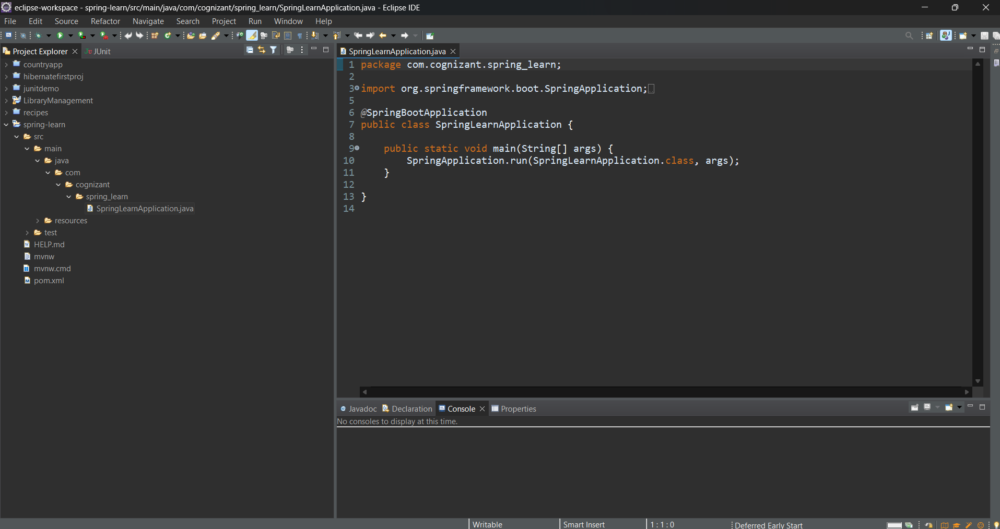 eclipse-workspace - spring-learn/src/main/java/com/cognizant/spring_learn/SpringLearnApplication.java - Eclipse IDE
File Edit Source Refactor Navigate Search Project Run Window Help
Project Explorer JUnit
countryapp
hibernatefirstproj
junitdemo
LibraryManagement
recipes
spring-learn
src
main
java
com
cognizant
spring_learn
SpringLearnApplication.java
resources
test
HELP.md
mvnw
mvnw.cmd
pom.xml
SpringLearnApplication.java
1 package com.cognizant.spring_learn;
2
3 import org.springframework.boot.SpringApplication;
5
6 @SpringBootApplication
7 public class SpringLearnApplication {
8
9 public static void main(String[] args) {
10 SpringApplication.run(SpringLearnApplication.class, args);
11 }
12
13 }
14
Javadoc Declaration Console Properties
No consoles to display at this time.
Writable Smart Insert 1 : 1 : 0 Deferred Early Start